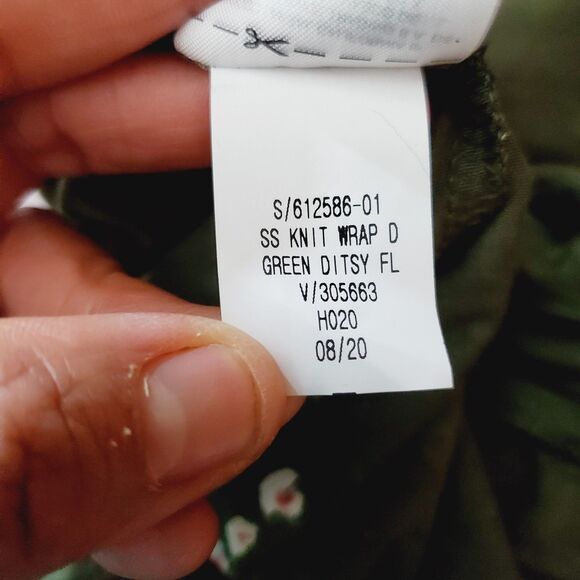 S/612586-01
SS KNIT WRAP D
GREEN DITSY FL
V/305663
H020
08/20